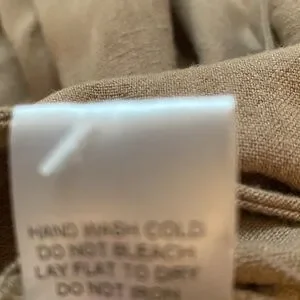 HAND WASH COLD
DO NOT BLEACH
LAY FLAT TO DRY
DO NOT IRON